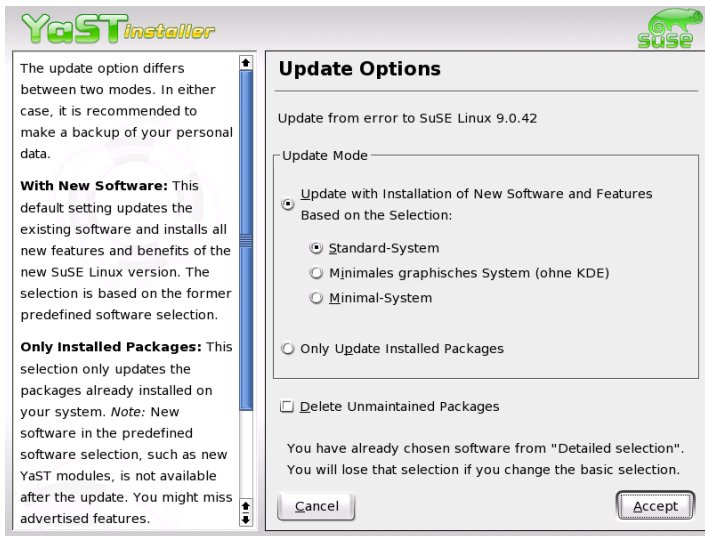 YaST installer
SuSE
The update option differs
between two modes. In either
case, it is recommended to
make a backup of your personal
data.
With New Software: This
default setting updates the
existing software and installs all
new features and benefits of the
new SuSE Linux version. The
selection is based on the former
predefined software selection.
Only Installed Packages: This
selection only updates the
packages already installed on
your system. Note: New
software in the predefined
software selection, such as new
YaST modules, is not available
after the update. You might miss
advertised features.
Update Options
Update from error to SuSE Linux 9.0.42
Update Mode
Update with Installation of New Software and Features
Based on the Selection:
Standard-System
Minimales graphisches System (ohne KDE)
Minimal-System
Only Update Installed Packages
Delete Unmaintained Packages
You have already chosen software from "Detailed selection".
You will lose that selection if you change the basic selection.
Cancel
Accept